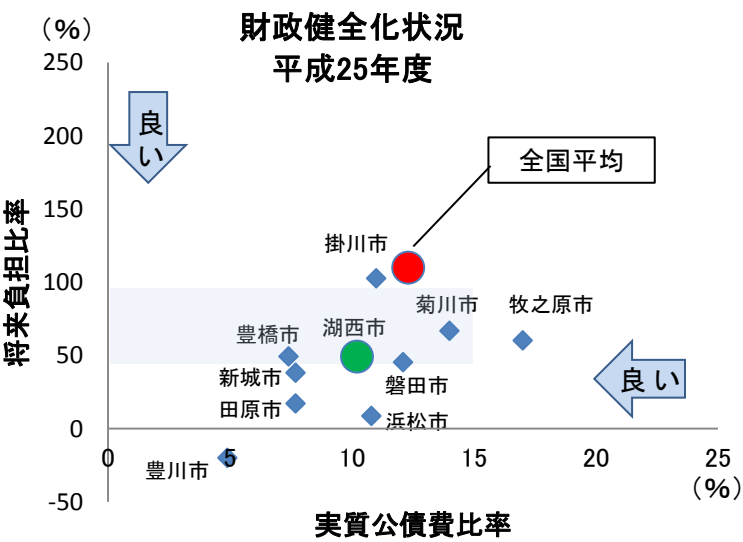 財政健全化状況
平成25年度
（%）
250
200
150
100
50
0
-50
良い
将来負担比率
全国平均
掛川市
菊川市
牧之原市
湖西市
豊橋市
新城市
磐田市
田原市
浜松市
豊川市
良い
0
5
10
15
20
25
（%）
実質公債費比率